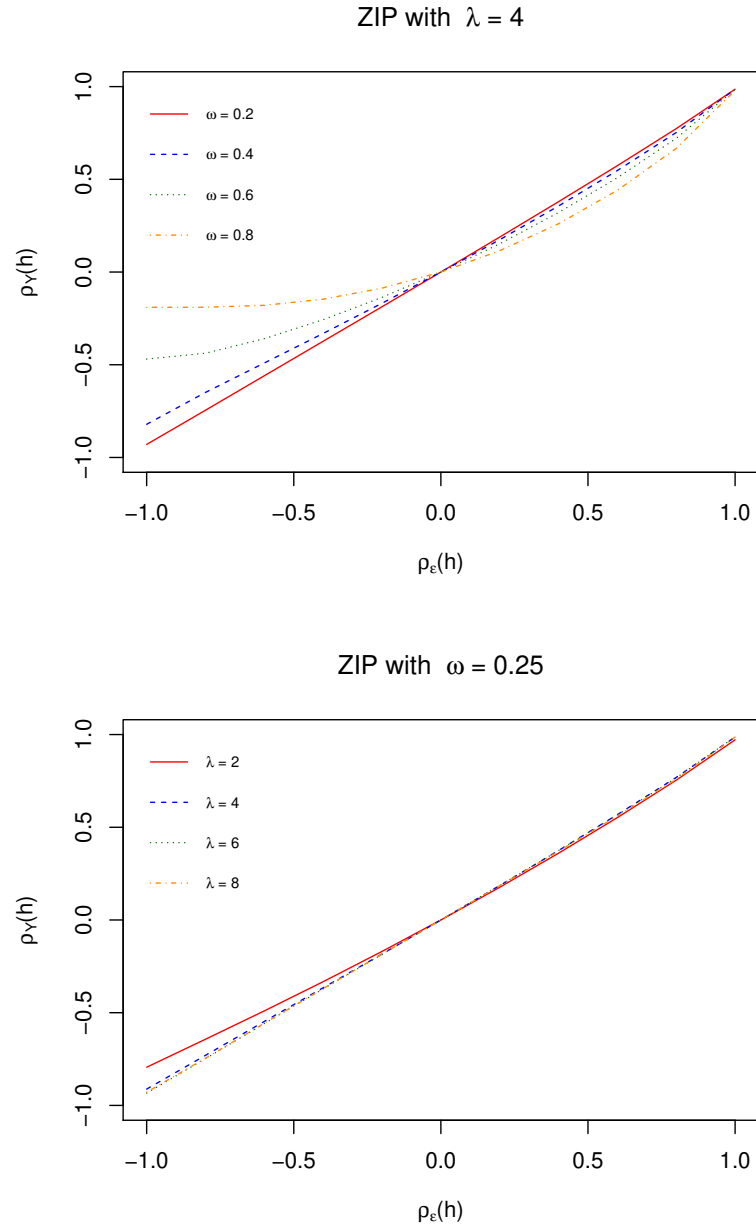 ZIP with λ = 4
ρY(h)
1.0
0.5
0.0
−0.5
−1.0
ω = 0.2
ω = 0.4
ω = 0.6
ω = 0.8
−1.0 −0.5 0.0 0.5 1.0
ρε(h)
ZIP with ω = 0.25
ρY(h)
1.0
0.5
0.0
−0.5
−1.0
λ = 2
λ = 4
λ = 6
λ = 8
−1.0 −0.5 0.0 0.5 1.0
ρε(h)